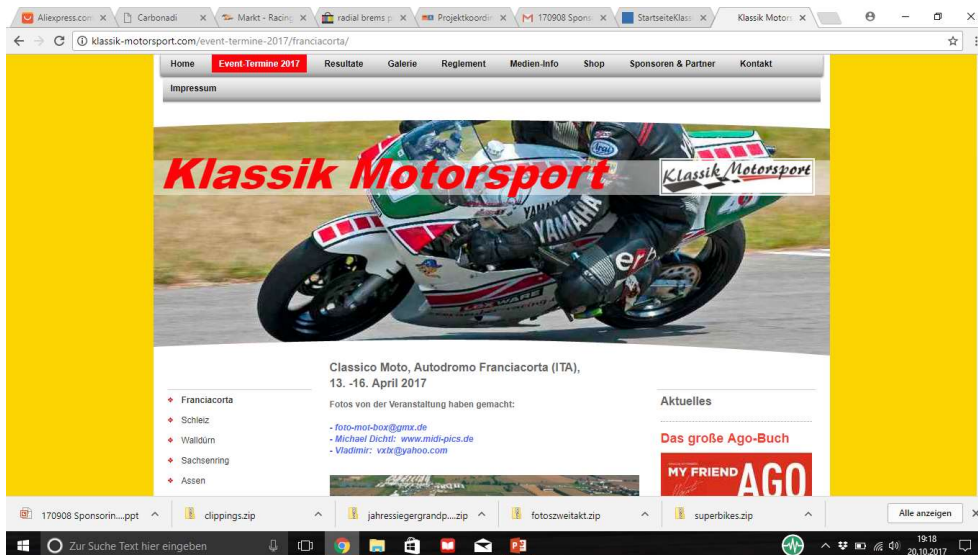 Aliexpress.com
Carbonadi
Markt - Racing
radial brems p
Projektkoordin
M 170908 Spons
StartseiteKlass
Klassik Motors
klassik-motorsport.com/event-termine-2017/franciacorta/
Home Event-Termine 2017 Resultate Galerie Reglement Medien-Info Shop Sponsoren & Partner Kontakt
Impressum
Klassik Motorsport
Klassik Motorsport
Arai
YAMAHA
YAMAHA
LBXWARE
Classico Moto, Autodromo Franciacorta (ITA),
13. -16. April 2017
Fotos von der Veranstaltung haben gemacht:
- foto-mot-box@gmx.de
- Michael Dichtl: www.midi-pics.de
- Vladimir: vxlx@yahoo.com
Franciacorta
Schleiz
Walldürn
Sachsenring
Assen
Aktuelles
Das große Ago-Buch
MY FRIEND AGO
170908 Sponsorin....ppt
clippings.zip
jahressiegergrandp....zip
fotoszweitakt.zip
superbikes.zip
Alle anzeigen
Zur Suche Text hier eingeben
19:18
20.10.2017